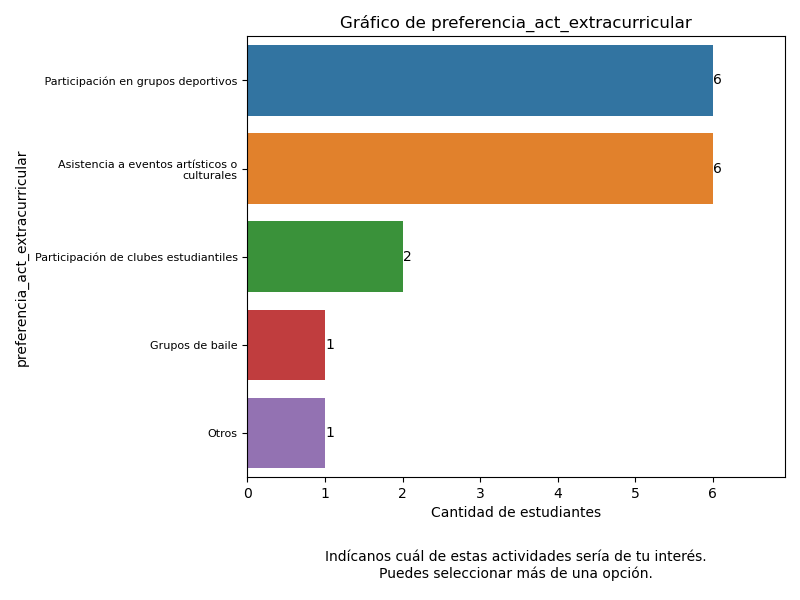 Gráfico de preferencia_act_extracurricular
preferencia_act_extracurricular
Participación en grupos deportivos
6
Asistencia a eventos artísticos o
culturales
6
Participación de clubes estudiantiles
2
Grupos de baile
1
Otros
1
0 1 2 3 4 5 6
Cantidad de estudiantes
Indícanos cuál de estas actividades sería de tu interés.
Puedes seleccionar más de una opción.